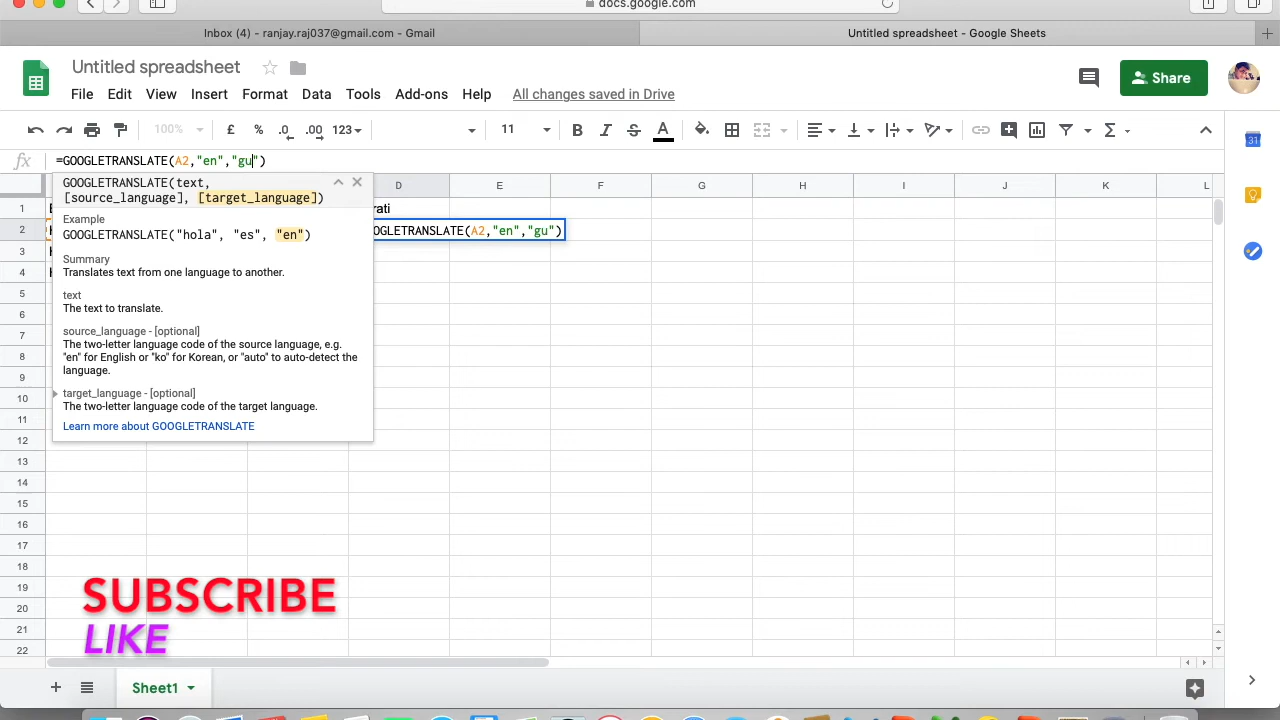 docs.google.com
Inbox (4) - ranjay.raj037@gmail.com - Gmail
Untitled spreadsheet - Google Sheets
Untitled spreadsheet
File Edit View Insert Format Data Tools Add-ons Help All changes saved in Drive
Share
100% £ % .0 .00 123 11
31
=GOOGLETRANSLATE(A2,"en","gu")
GOOGLETRANSLATE(text,
[source_language], [target_language])
Example
GOOGLETRANSLATE("hola", "es", "en")
Summary
Translates text from one language to another.
text
The text to translate.
source_language - [optional]
The two-letter language code of the source language, e.g.
"en" for English or "ko" for Korean, or "auto" to auto-detect the
language.
target_language - [optional]
The two-letter language code of the target language.
Learn more about GOOGLETRANSLATE
D E F G H I J K L
1 rati
2 OGLETRANSLATE(A2,"en","gu")
3
4
5
6
7
8
9
10
11
12
13
14
15
16
17
18
19
20
21
22
SUBSCRIBE
LIKE
Sheet1